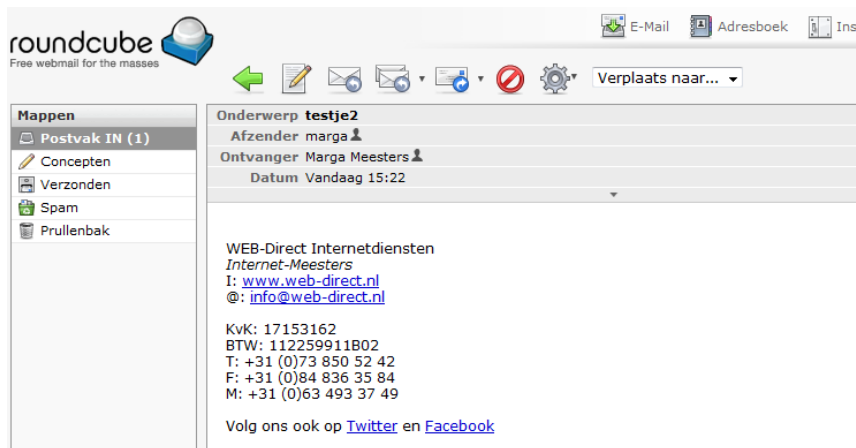 roundcube
Free webmail for the masses
E-Mail Adresboek Ins
Verplaats naar...
Mappen
Postvak IN (1)
Concepten
Verzonden
Spam
Prullenbak
Onderwerp testje2
Afzender marga
Ontvanger Marga Meesters
Datum Vandaag 15:22
WEB-Direct Internetdiensten
Internet-Meesters
I: www.web-direct.nl
@: info@web-direct.nl
KvK: 17153162
BTW: 112259911B02
T: +31 (0)73 850 52 42
F: +31 (0)84 836 35 84
M: +31 (0)63 493 37 49
Volg ons ook op Twitter en Facebook